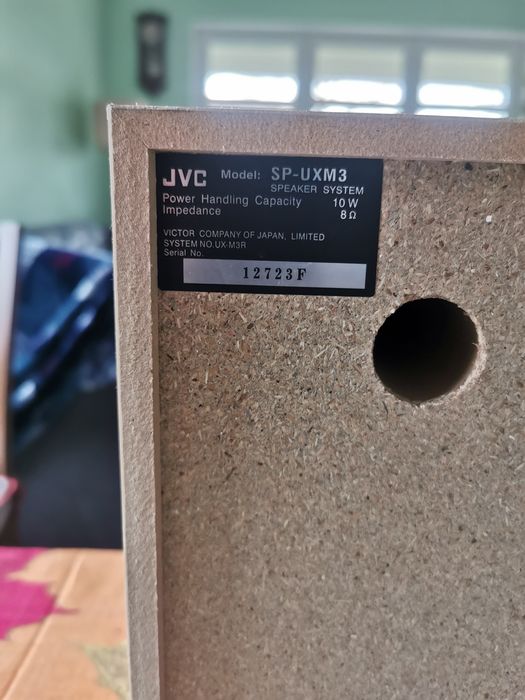 JVC Model: SP-UXM3
SPEAKER SYSTEM
Power Handling Capacity 10 W
Impedance 8 Ω
VICTOR COMPANY OF JAPAN, LIMITED
SYSTEM NO. UX-M3R
Serial No.
12723F